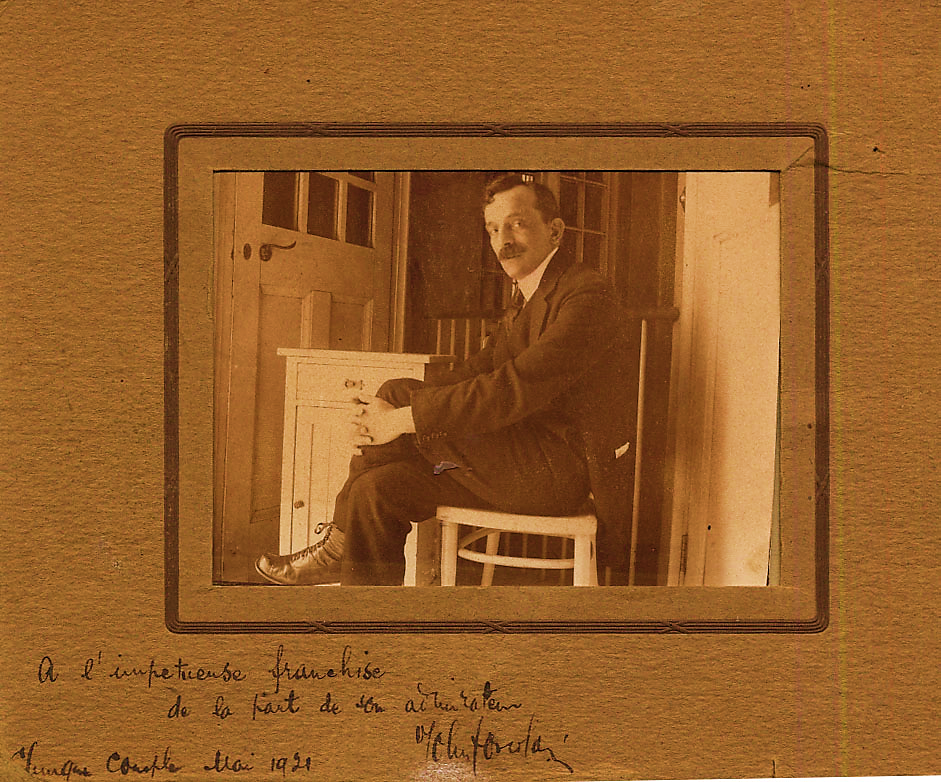 A l'impetueuse franchise
de la part de son admirateur
Mai 1921